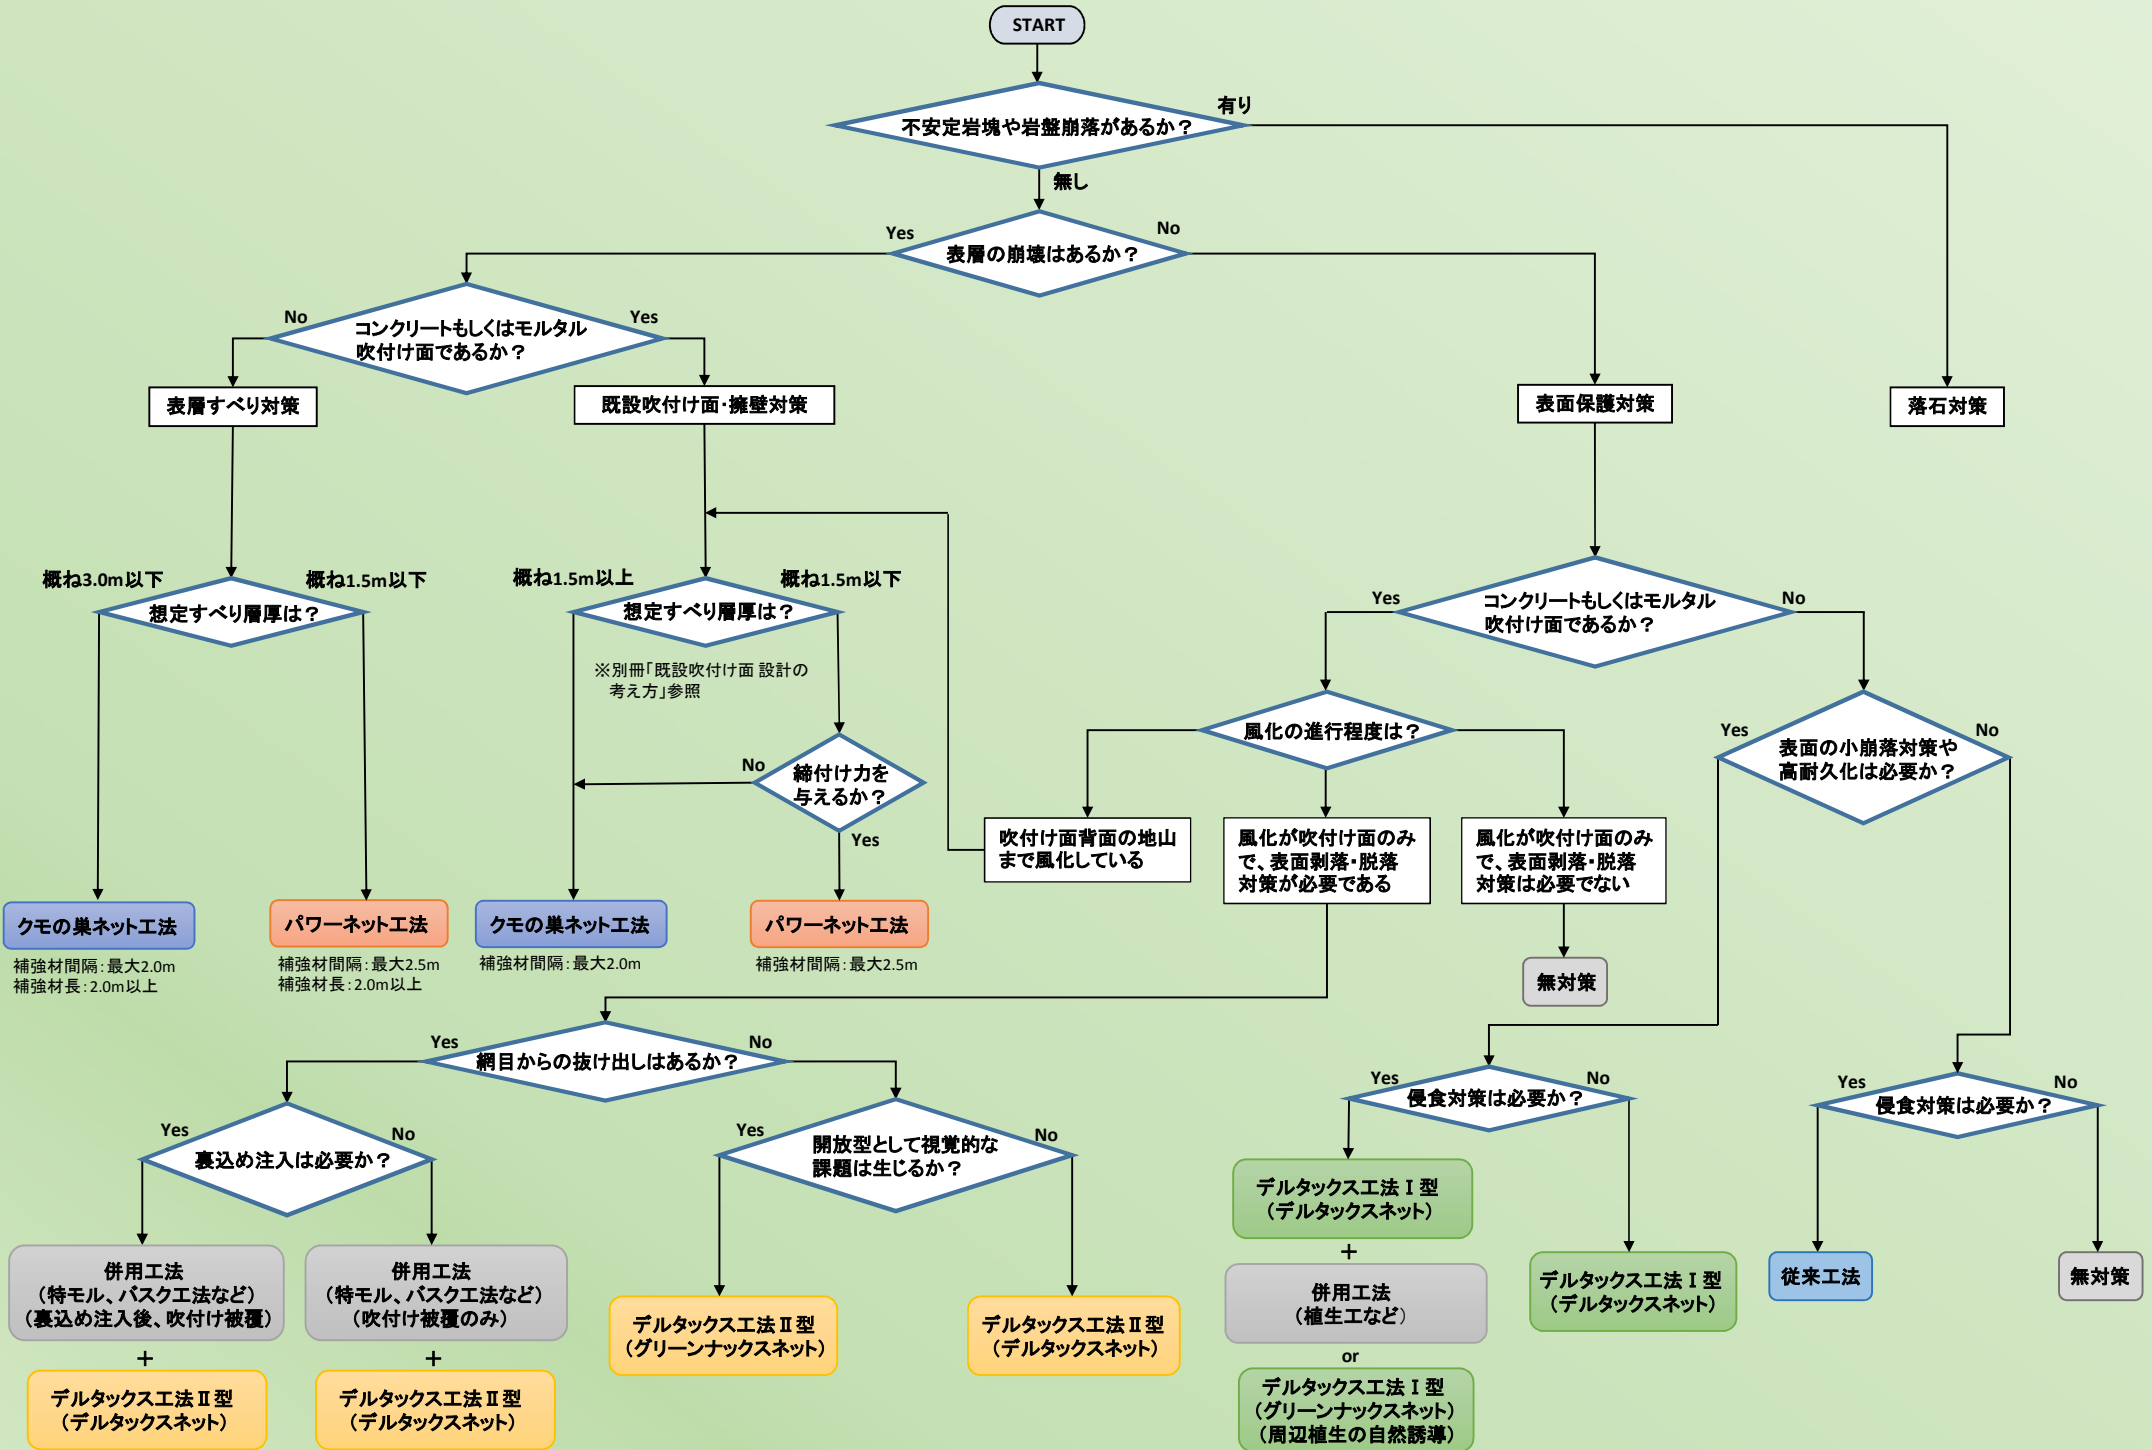 START
有り
不安定岩塊や岩盤崩落があるか？
無し
Yes
No
表層の崩壊はあるか？
No
Yes
コンクリートもしくはモルタル
吹付け面であるか？
表層すべり対策
既設吹付け面・擁壁対策
表面保護対策
落石対策
概ね3.0m以下
概ね1.5m以下
想定すべり層厚は？
概ね1.5m以上
概ね1.5m以下
想定すべり層厚は？
※別冊「既設吹付け面 設計の
考え方」参照
No
締付け力を
与えるか？
Yes
Yes
No
コンクリートもしくはモルタル
吹付け面であるか？
風化の進行程度は？
Yes
No
表面の小崩落対策や
高耐久化は必要か？
吹付け面背面の地山
まで風化している
風化が吹付け面のみ
で、表面剥落・脱落
対策が必要である
風化が吹付け面のみ
で、表面剥落・脱落
対策は必要でない
クモの巣ネット工法
補強材間隔：最大2.0m
補強材長：2.0m以上
パワーネット工法
補強材間隔：最大2.5m
補強材長：2.0m以上
クモの巣ネット工法
補強材間隔：最大2.0m
パワーネット工法
補強材間隔：最大2.5m
無対策
Yes
No
網目からの抜け出しはあるか？
Yes
No
裏込め注入は必要か？
Yes
No
開放型として視覚的な
課題は生じるか？
Yes
No
侵食対策は必要か？
Yes
No
侵食対策は必要か？
併用工法
（特モル、バスク工法など）
（裏込め注入後、吹付け被覆）
+
デルタックス工法Ⅱ型
（デルタックスネット）
併用工法
（特モル、バスク工法など）
（吹付け被覆のみ）
+
デルタックス工法Ⅱ型
（デルタックスネット）
デルタックス工法Ⅱ型
（グリーンナックスネット）
デルタックス工法Ⅱ型
（デルタックスネット）
デルタックス工法Ⅰ型
（デルタックスネット）
+
併用工法
（植生工など）
or
デルタックス工法Ⅰ型
（グリーンナックスネット）
（周辺植生の自然誘導）
デルタックス工法Ⅰ型
（デルタックスネット）
従来工法
無対策